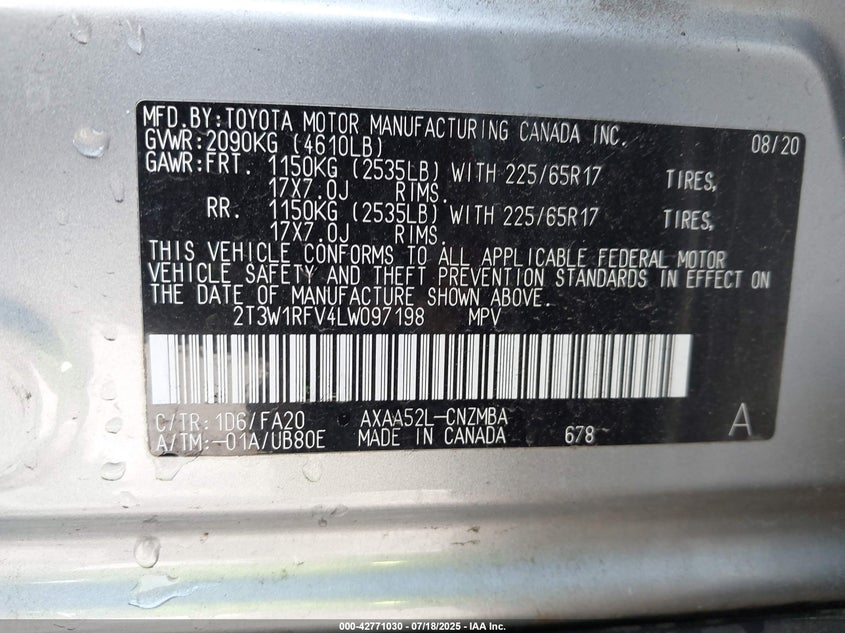 MFD.BY:TOYOTA MOTOR MANUFACTURING CANADA INC. 08/20
GVWR:2090KG (4610LB)
GAWR:FRT. 1150KG (2535LB) WITH 225/65R17 TIRES,
17X7.0J RIMS.
RR. 1150KG (2535LB) WITH 225/65R17 TIRES,
17X7.0J RIMS.
THIS VEHICLE CONFORMS TO ALL APPLICABLE FEDERAL MOTOR
VEHICLE SAFETY AND THEFT PREVENTION STANDARDS IN EFFECT ON
THE DATE OF MANUFACTURE SHOWN ABOVE.
2T3W1RFV4LW097198 MPV
C/TR:1D6/FA20 AXAA52L-CNZMBA
A/TM:-01A/UB80E MADE IN CANADA 678 A
000-42771030 - 07/18/2025 - IAA Inc.